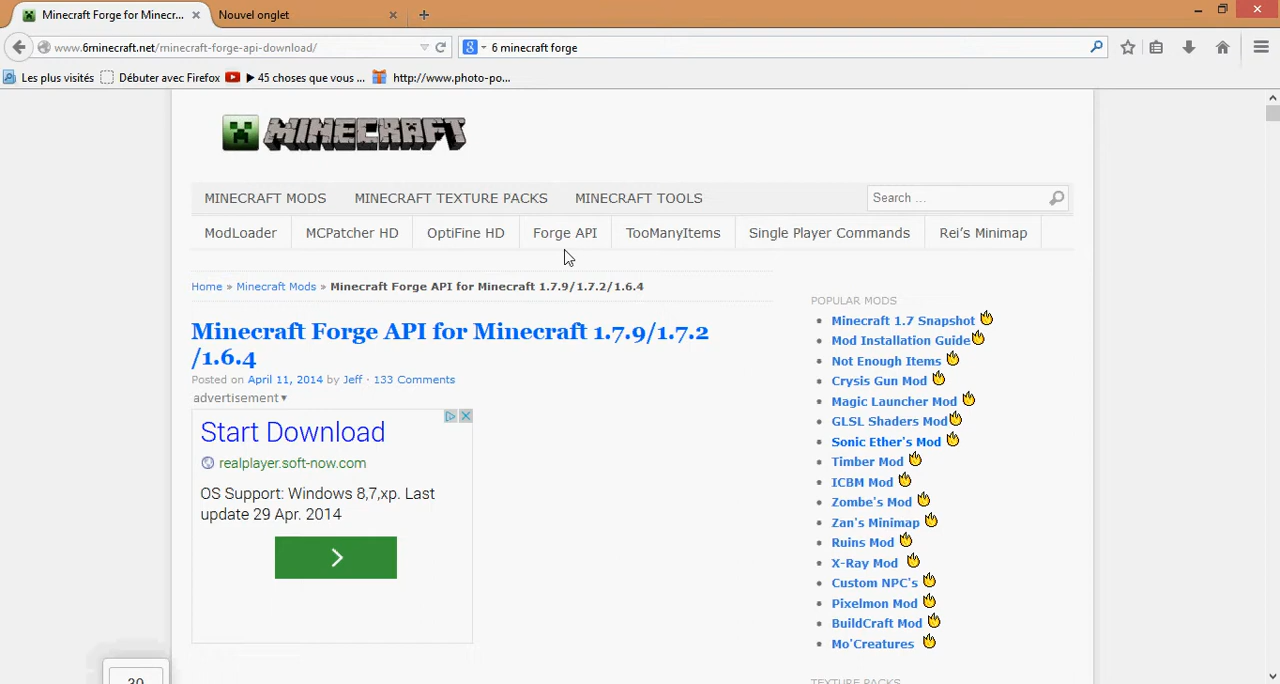 Minecraft Forge for Minecr...
Nouvel onglet
www.6minecraft.net/minecraft-forge-api-download/
6 minecraft forge
Les plus visités
Débuter avec Firefox
45 choses que vous ...
http://www.photo-po...
MINECRAFT
MINECRAFT MODS
MINECRAFT TEXTURE PACKS
MINECRAFT TOOLS
Search ...
ModLoader
MCPatcher HD
OptiFine HD
Forge API
TooManyItems
Single Player Commands
Rei's Minimap
Home » Minecraft Mods » Minecraft Forge API for Minecraft 1.7.9/1.7.2/1.6.4
Minecraft Forge API for Minecraft 1.7.9/1.7.2
/1.6.4
Posted on April 11, 2014 by Jeff · 133 Comments
advertisement
Start Download
realplayer.soft-now.com
OS Support: Windows 8,7,xp. Last
update 29 Apr. 2014
POPULAR MODS
Minecraft 1.7 Snapshot
Mod Installation Guide
Not Enough Items
Crysis Gun Mod
Magic Launcher Mod
GLSL Shaders Mod
Sonic Ether's Mod
Timber Mod
ICBM Mod
Zombe's Mod
Zan's Minimap
Ruins Mod
X-Ray Mod
Custom NPC's
Pixelmon Mod
BuildCraft Mod
Mo'Creatures
TEXTURE PACKS
30